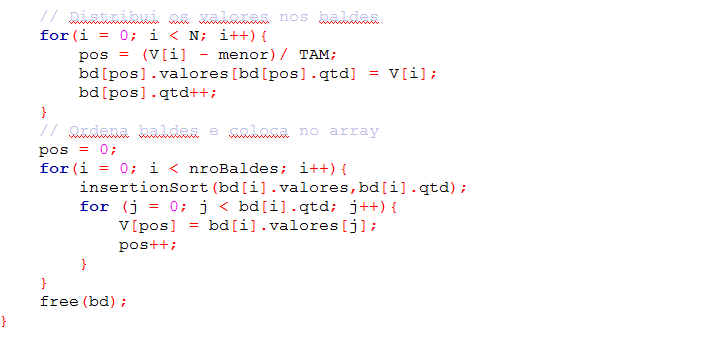 // Distribui os valores nos baldes
for(i = 0; i < N; i++){
pos = (V[i] - menor)/ TAM;
bd[pos].valores[bd[pos].qtd] = V[i];
bd[pos].qtd++;
}
// Ordena baldes e coloca no array
pos = 0;
for(i = 0; i < nroBaldes; i++){
insertionSort(bd[i].valores,bd[i].qtd);
for (j = 0; j < bd[i].qtd; j++){
V[pos] = bd[i].valores[j];
pos++;
}
}
free(bd);
}